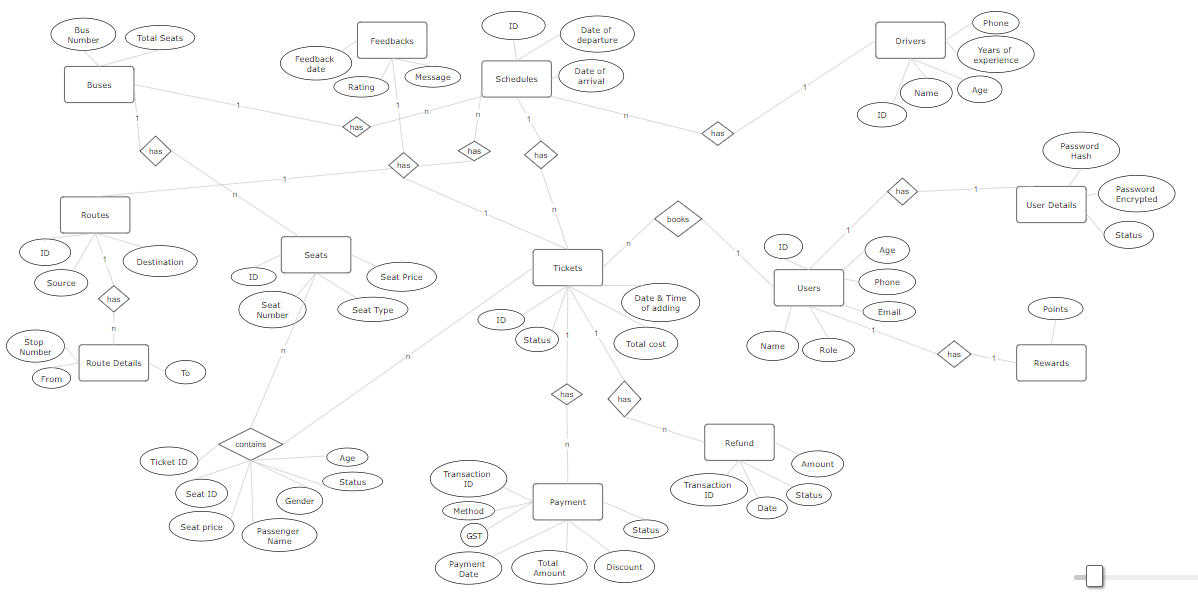 Bus
Number
Total Seats
Buses
Feedbacks
Feedback
date
Rating
Message
ID
Date of
departure
Schedules
Date of
arrival
Drivers
Phone
Years of
experience
Name
Age
ID
1
1
1
n
n
1
n
1
has
has
has
has
has
has
Password
Hash
Password
Encrypted
User Details
Status
has
1
1
1
n
1
n
Routes
ID
Source
Destination
1
has
n
Stop
Number
From
Route Details
To
Seats
ID
Seat
Number
Seat Price
Seat Type
n
n
books
n
1
Tickets
ID
Status
Date & Time
of adding
Total cost
1
1
ID
Age
Phone
Users
Email
Name
Role
1
has
1
Points
Rewards
has
n
has
n
contains
Ticket ID
Seat ID
Seat price
Passenger
Name
Gender
Age
Status
Transaction
ID
Method
GST
Payment
Date
Total
Amount
Discount
Payment
Status
Refund
Transaction
ID
Date
Status
Amount